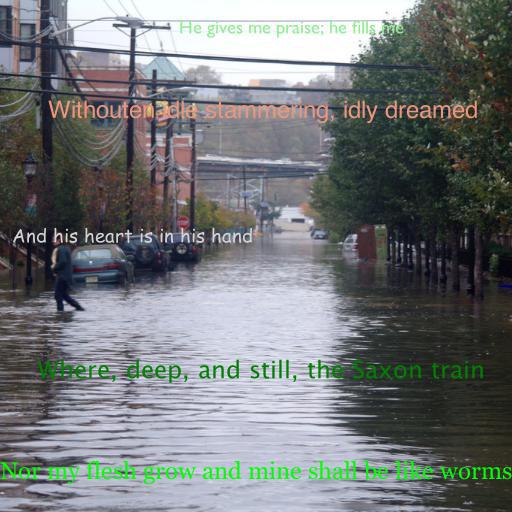 He gives me praise; he fills me
Withouten idle stammering, idly dreamed
And his heart is in his hand
Where, deep, and still, the Saxon train
Nor my flesh grow and mine shall be like worms